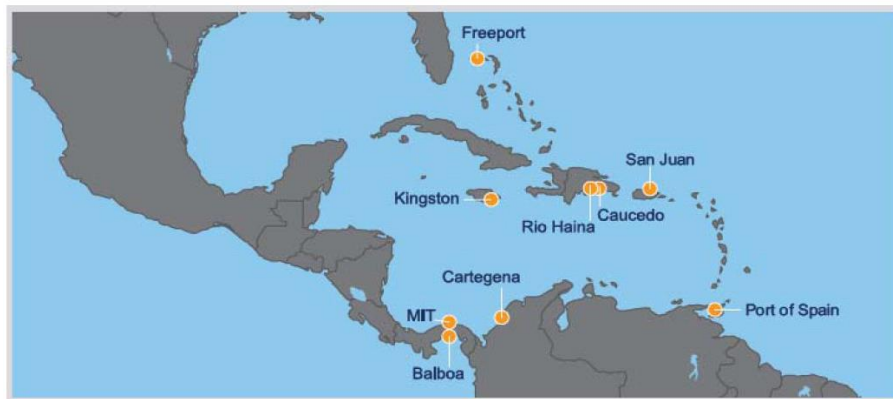 Freeport
San Juan
Kingston
Rio Haina
Caucedo
Cartegena
MIT
Port of Spain
Balboa